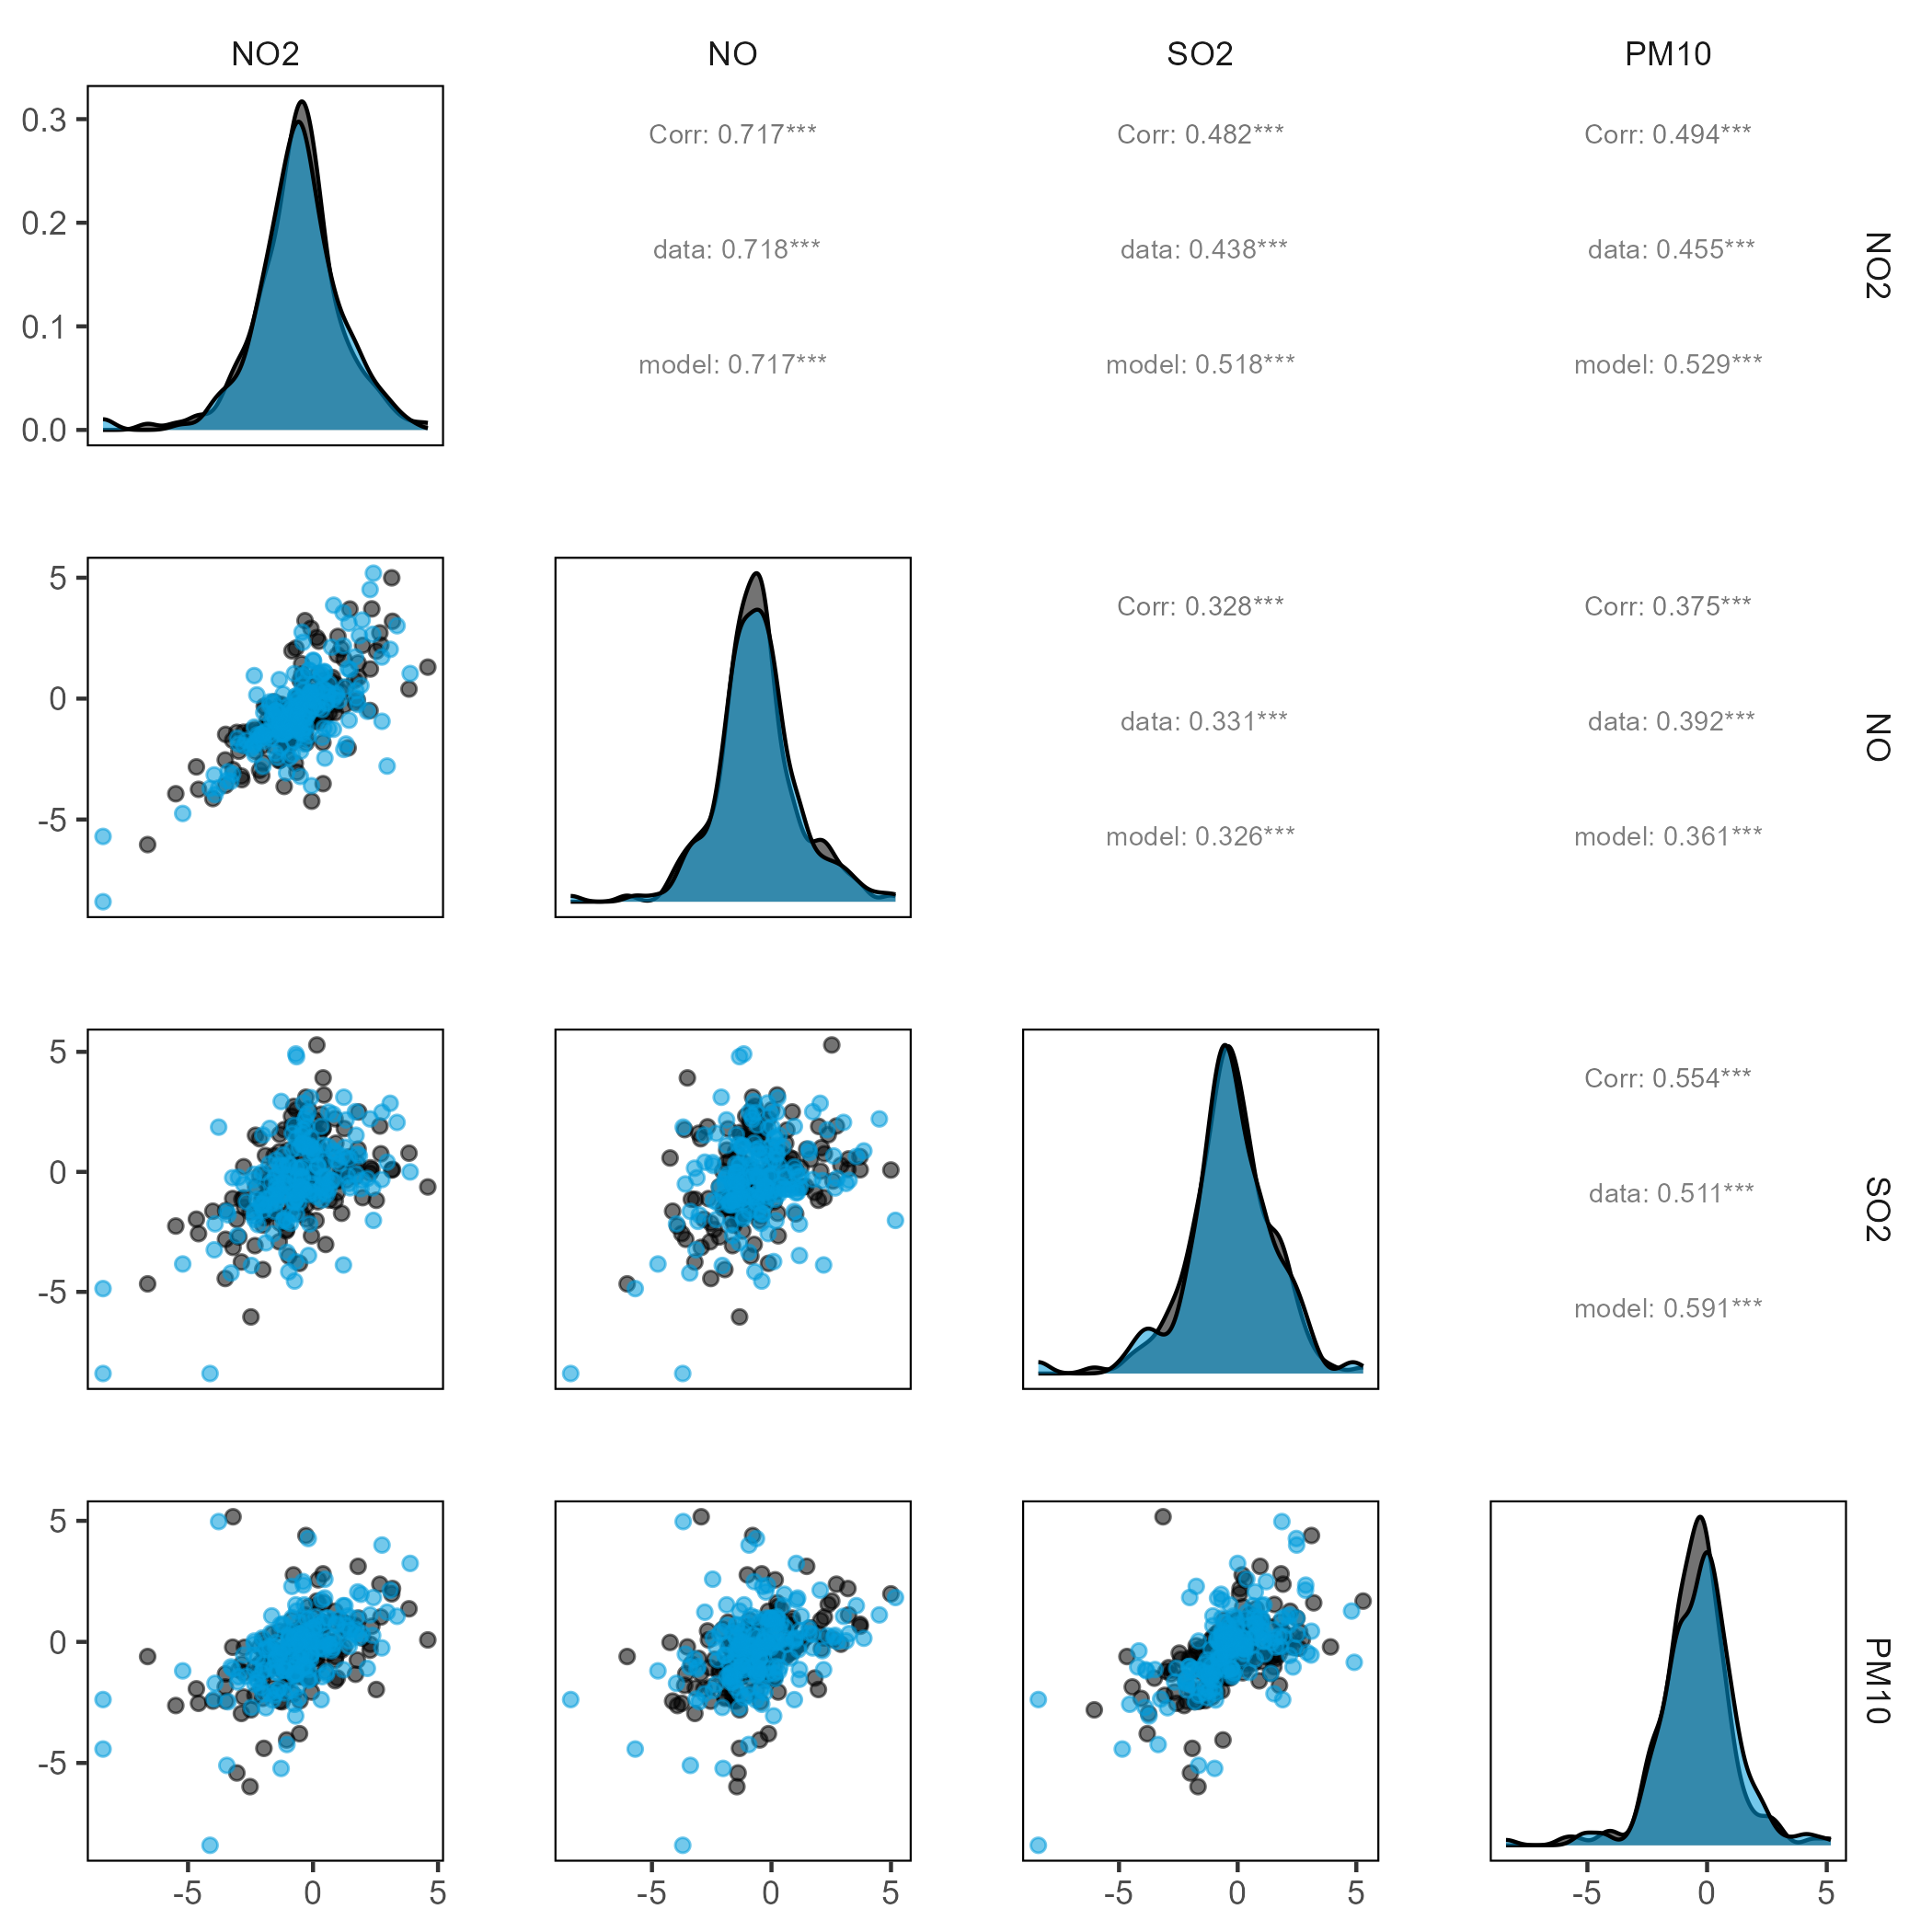 NO2 NO SO2 PM10
0.3
0.2
0.1
0.0
Corr: 0.717***
data: 0.718***
model: 0.717***
Corr: 0.482***
data: 0.438***
model: 0.518***
Corr: 0.494***
data: 0.455***
model: 0.529***
NO2
5
0
-5
Corr: 0.328***
data: 0.331***
model: 0.326***
Corr: 0.375***
data: 0.392***
model: 0.361***
NO
5
0
-5
Corr: 0.554***
data: 0.511***
model: 0.591***
SO2
5
0
-5
PM10
-5 0 5
-5 0 5
-5 0 5
-5 0 5